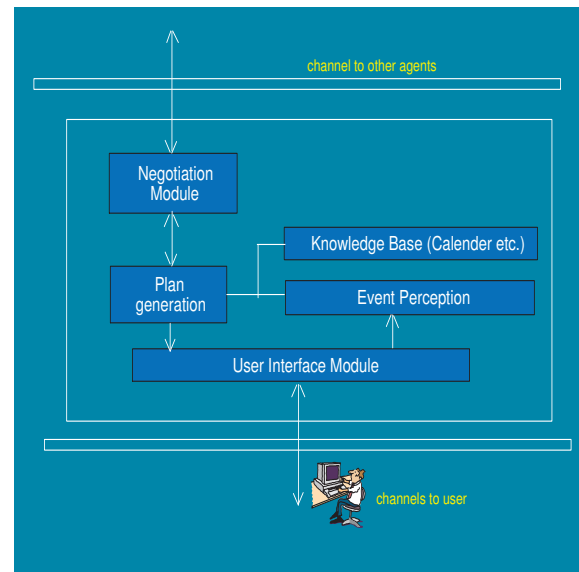 channel to other agents
Negotiation
Module
Knowledge Base (Calender etc.)
Plan
generation
Event Perception
User Interface Module
channels to user